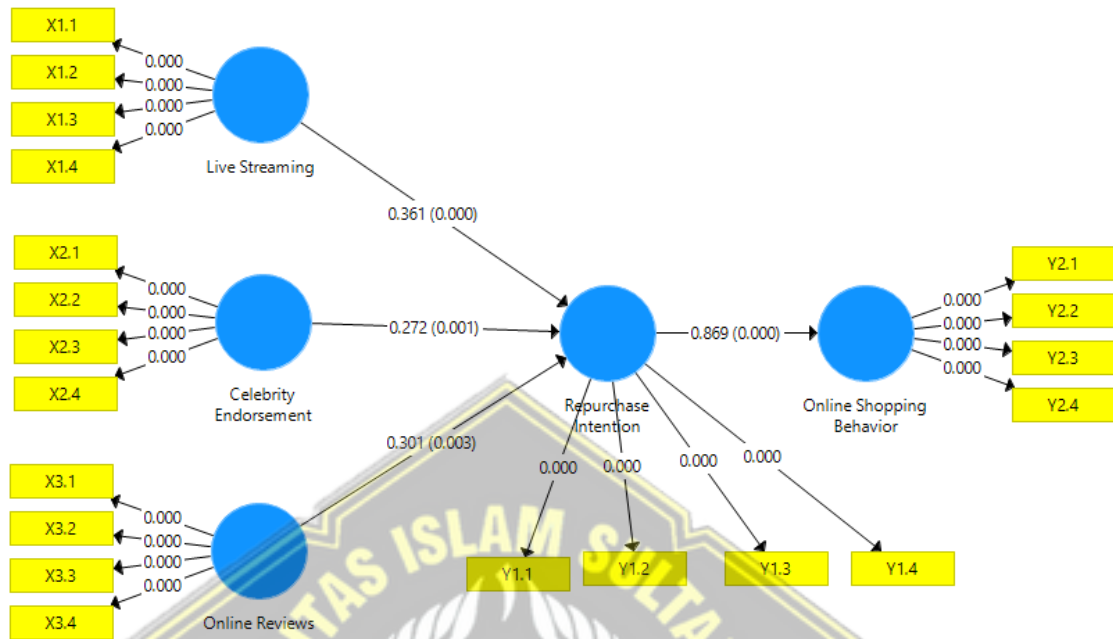 X1.1
0.000
X1.2
0.000
0.000
X1.3
0.000
X1.4
Live Streaming
0.361 (0.000)
X2.1
0.000
X2.2
0.000
0.000
X2.3
0.000
X2.4
Celebrity
Endorsement
0.272 (0.001)
Repurchase
Intention
0.869 (0.000)
Online Shopping
Behavior
0.000
Y2.1
0.000
Y2.2
0.000
Y2.3
0.000
Y2.4
0.301 (0.003)
X3.1
0.000
X3.2
0.000
0.000
X3.3
0.000
X3.4
Online Reviews
0.000
0.000
0.000
0.000
Y1.1
Y1.2
Y1.3
Y1.4
ITAS ISLAM SULTA